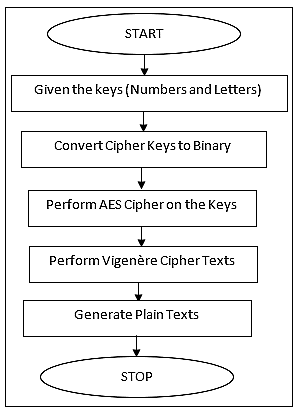 START
Given the keys (Numbers and Letters)
Convert Cipher Keys to Binary
Perform AES Cipher on the Keys
Perform Vigenère Cipher Texts
Generate Plain Texts
STOP